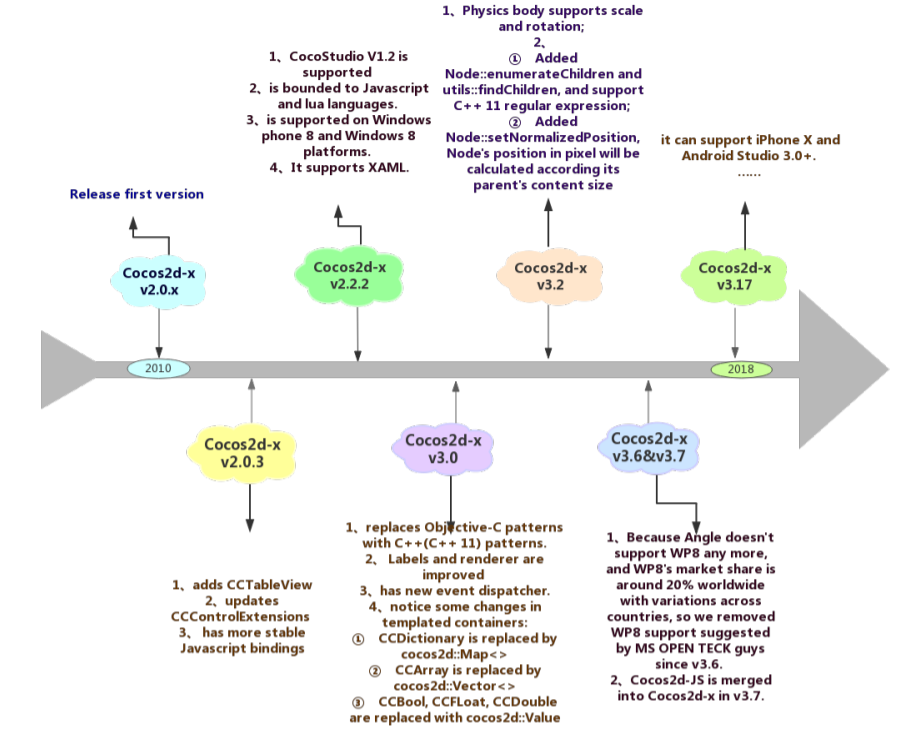 1、Physics body supports scale
and rotation;
2、
①  Added
Node::enumerateChildren and
utils::findChildren, and support
C++ 11 regular expression;
②  Added
Node::setNormalizedPosition,
Node's position in pixel will be
calculated according its
parent's content size
1、CocoStudio V1.2 is
supported
2、is bounded to Javascript
and lua languages.
3、is supported on Windows
phone 8 and Windows 8
platforms.
4、It supports XAML.
it can support iPhone X and
Android Studio 3.0+.
......
Release first version
Cocos2d-x
v2.0.x
Cocos2d-x
v2.2.2
Cocos2d-x
v3.2
Cocos2d-x
v3.17
2010
2018
Cocos2d-x
v2.0.3
Cocos2d-x
v3.0
Cocos2d-x
v3.6&v3.7
1、adds CCTableView
2、updates
CCControlExtensions
3、has more stable
Javascript bindings
1、replaces Objective-C patterns
with C++(C++ 11) patterns.
2、Labels and renderer are
improved
3、has new event dispatcher.
4、notice some changes in
templated containers:
①  CCDictionary is replaced by
cocos2d::Map<>
②  CCArray is replaced by
cocos2d::Vector<>
③  CCBool, CCFLoat, CCDouble
are replaced with cocos2d::Value
1、Because Angle doesn't
support WP8 any more,
and WP8's market share is
around 20% worldwide
with variations across
countries, so we removed
WP8 support suggested
by MS OPEN TECK guys
since v3.6.
2、Cocos2d-JS is merged
into Cocos2d-x in v3.7.